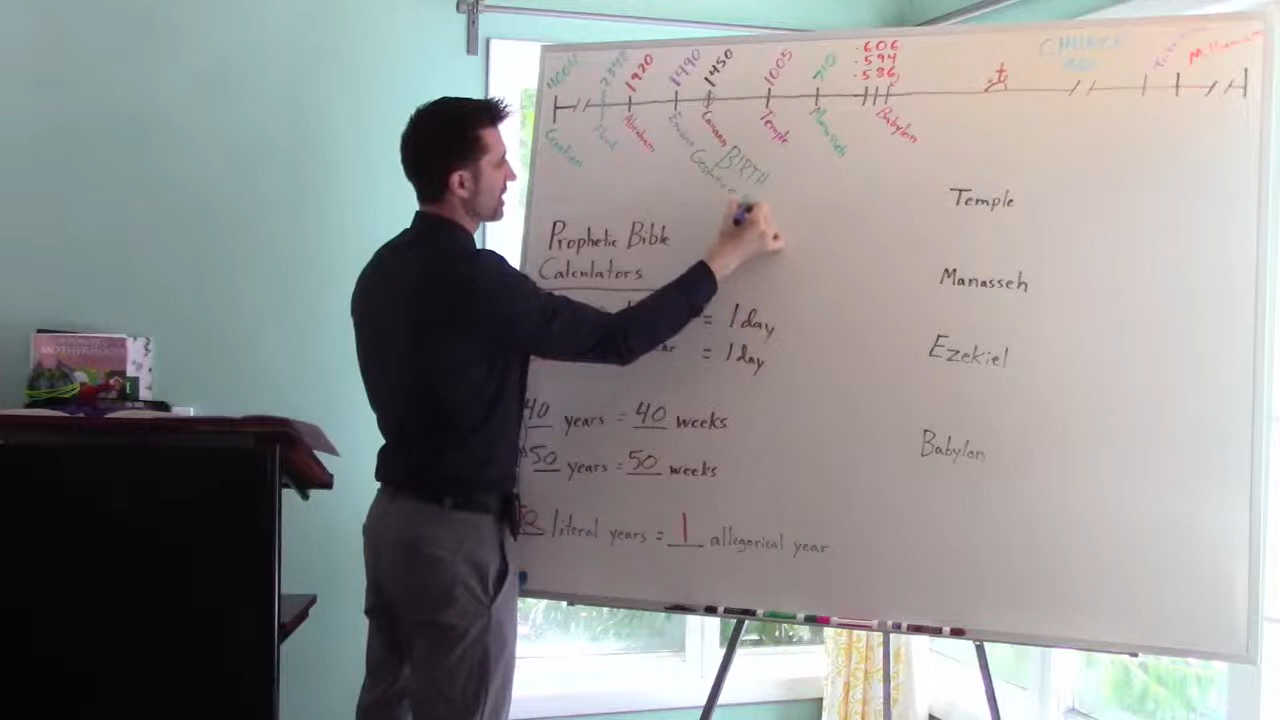 4004 2348 1920 1490 1450 1005 710 .606
.594
.586
Creation Flood Abraham Exodus Canaan Temple Manasseh Babylon
CHURCH
AGE
Millennium
BIRTH
Temple
Prophetic Bible
Calculators
= 1 day
= 1 day
40 years = 40 weeks
50 years = 50 weeks
literal years = 1 allegorical year
Manasseh
Ezekiel
Babylon
MOTHERHOOD